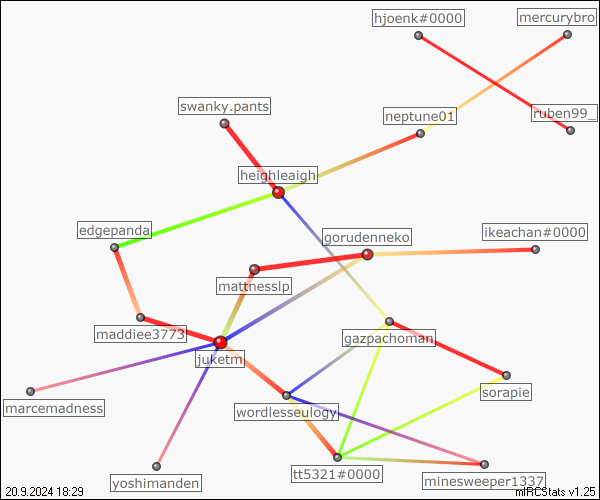 hjoenk#0000
mercurybro
swanky.pants
neptune01
ruben99_
heighleaigh
edgepanda
gorudenneko
ikeachan#0000
mattnesslp
maddiee3773
gazpachoman
juketm
sorapie
marcemadness
wordlesseulogy
tt5321#0000
minesweeper1337
yoshimanden
20.9.2024 18:29
mIRCStats v1.25